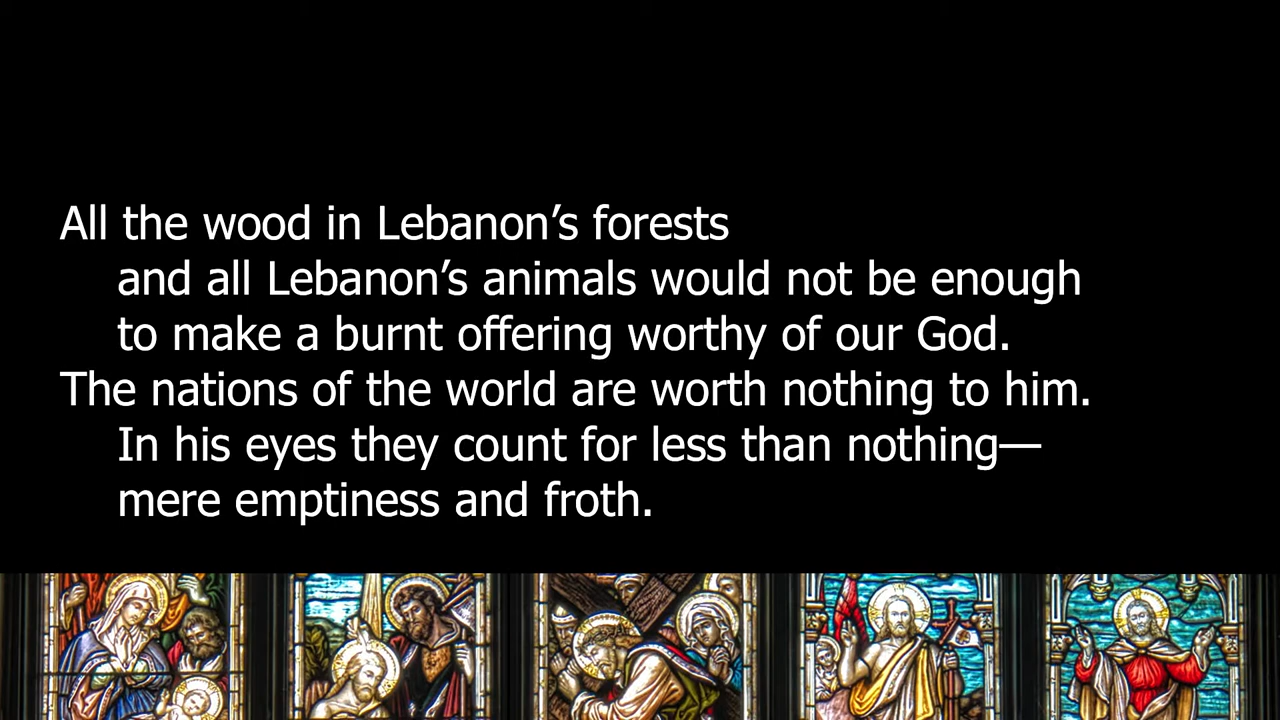 All the wood in Lebanon’s forests
and all Lebanon’s animals would not be enough
to make a burnt offering worthy of our God.
The nations of the world are worth nothing to him.
In his eyes they count for less than nothing—
mere emptiness and froth.